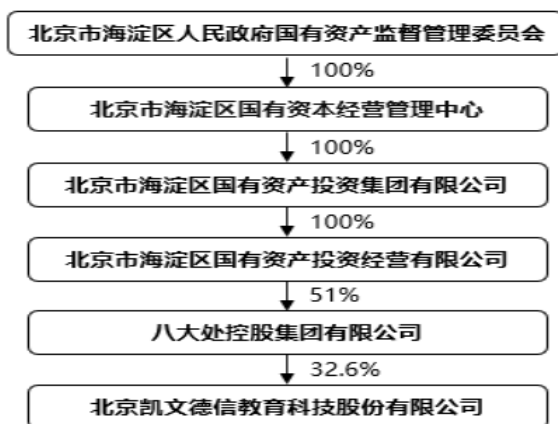 北京市海淀区人民政府国有资产监督管理委员会
100%
北京市海淀区国有资本经营管理中心
100%
北京市海淀区国有资产投资集团有限公司
100%
北京市海淀区国有资产投资经营有限公司
51%
八大处控股集团有限公司
32.6%
北京凯文德信教育科技股份有限公司